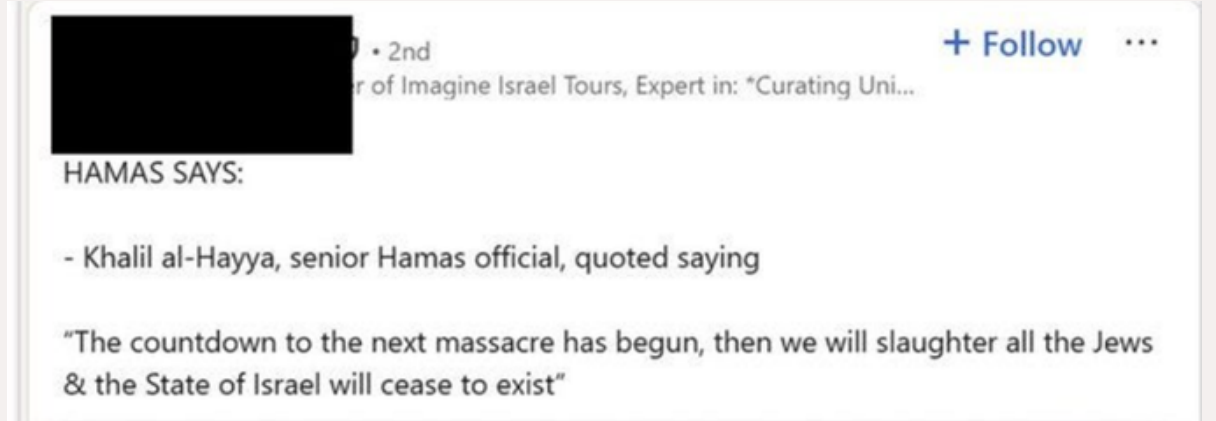 • 2nd
+ Follow ...
of Imagine Israel Tours, Expert in: *Curating Uni...
HAMAS SAYS:
- Khalil al-Hayya, senior Hamas official, quoted saying
“The countdown to the next massacre has begun, then we will slaughter all the Jews
& the State of Israel will cease to exist”